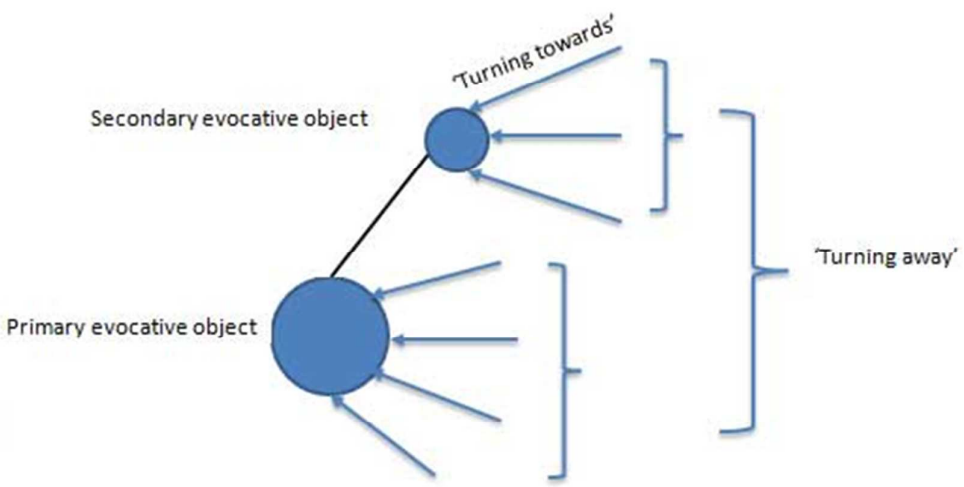 'Turning towards'
Secondary evocative object
'Turning away'
Primary evocative object